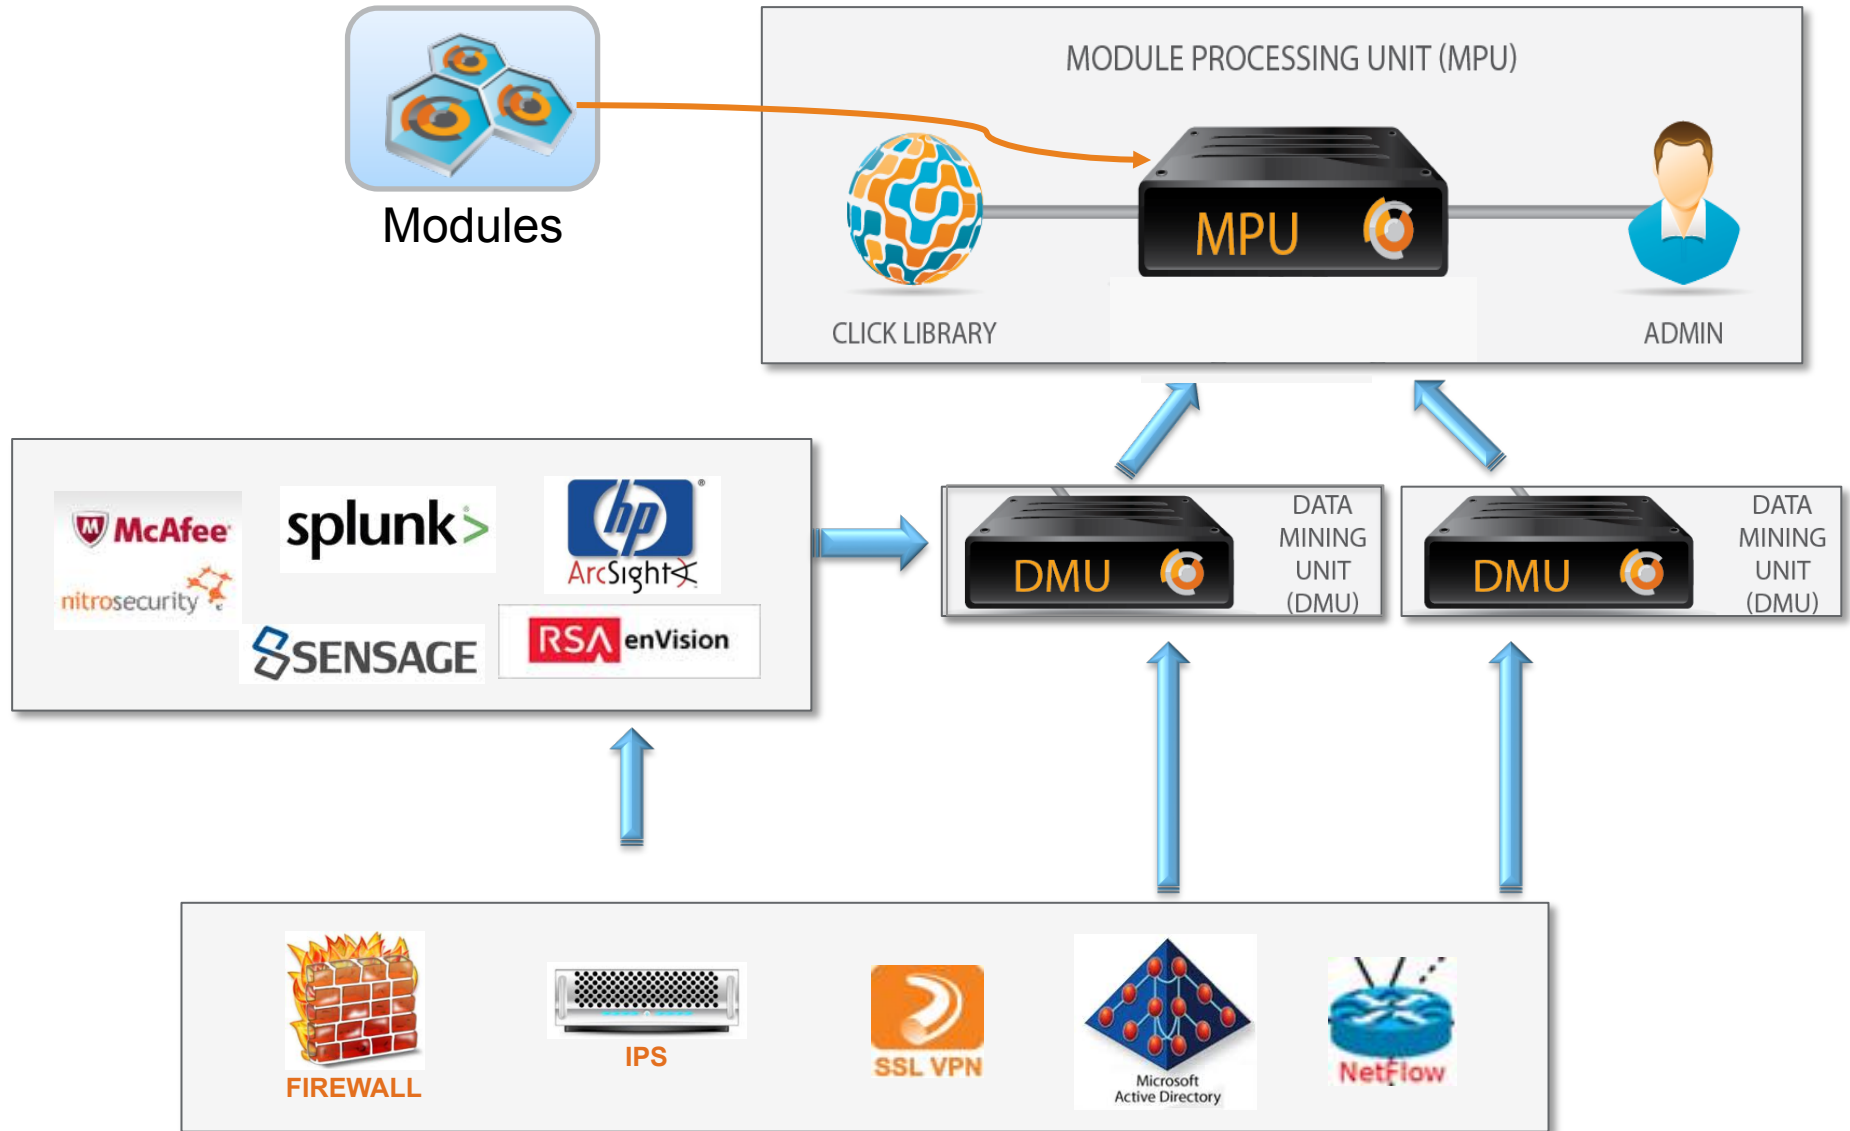 MODULE PROCESSING UNIT (MPU)
Modules
MPU
CLICK LIBRARY
ADMIN
McAfee
nitrosecurity
splunk>
hp
ArcSight
SENSAGE
RSA enVision
DMU
DATA
MINING
UNIT
(DMU)
DMU
DATA
MINING
UNIT
(DMU)
FIREWALL
IPS
SSL VPN
Microsoft
Active Directory
NetFlow